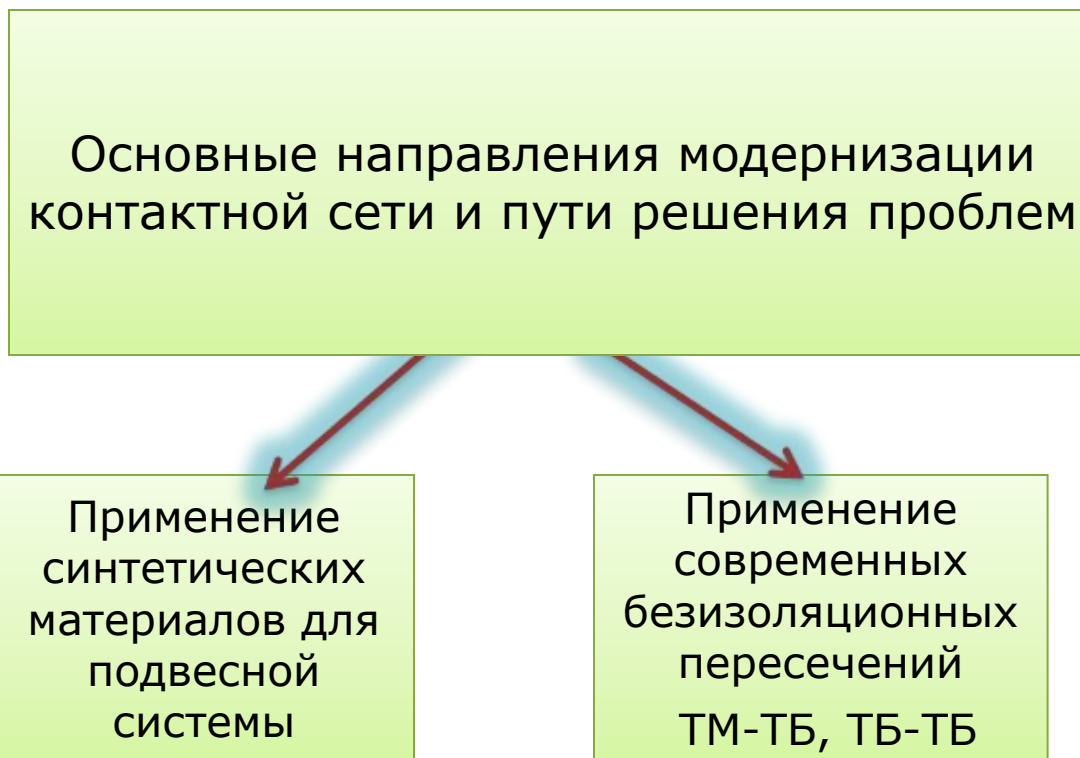 Основные направления модернизации
контактной сети и пути решения проблем
Применение
синтетических
материалов для
подвесной
системы
Применение
современных
безизоляционных
пересечений
ТМ-ТБ, ТБ-ТБ